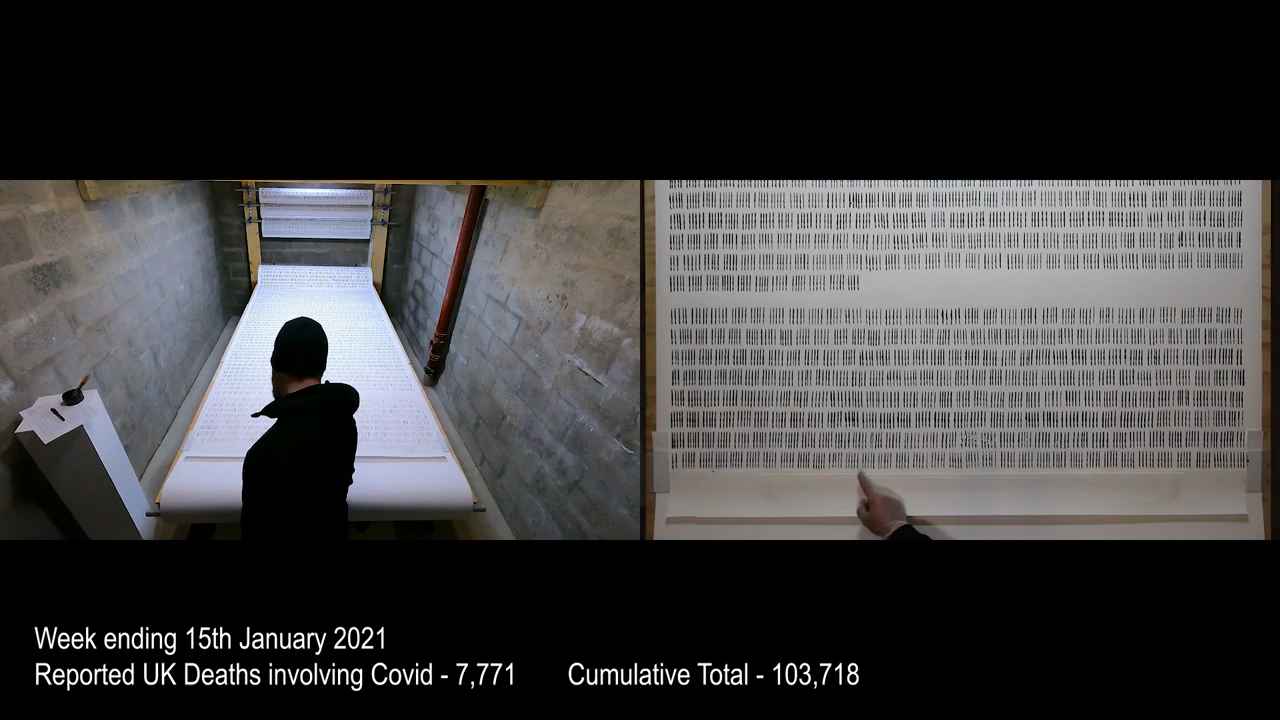 Week ending 15th January 2021
Reported UK Deaths involving Covid - 7,771 Cumulative Total - 103,718